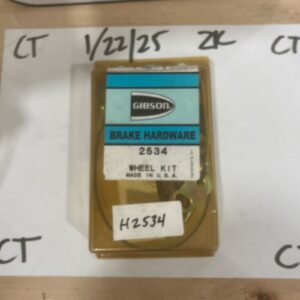 CT 1/22/25 ZK CT
GIBSON
BRAKE HARDWARE
2534
WHEEL KIT
MADE IN U.S.A.
H2534
CT
CT